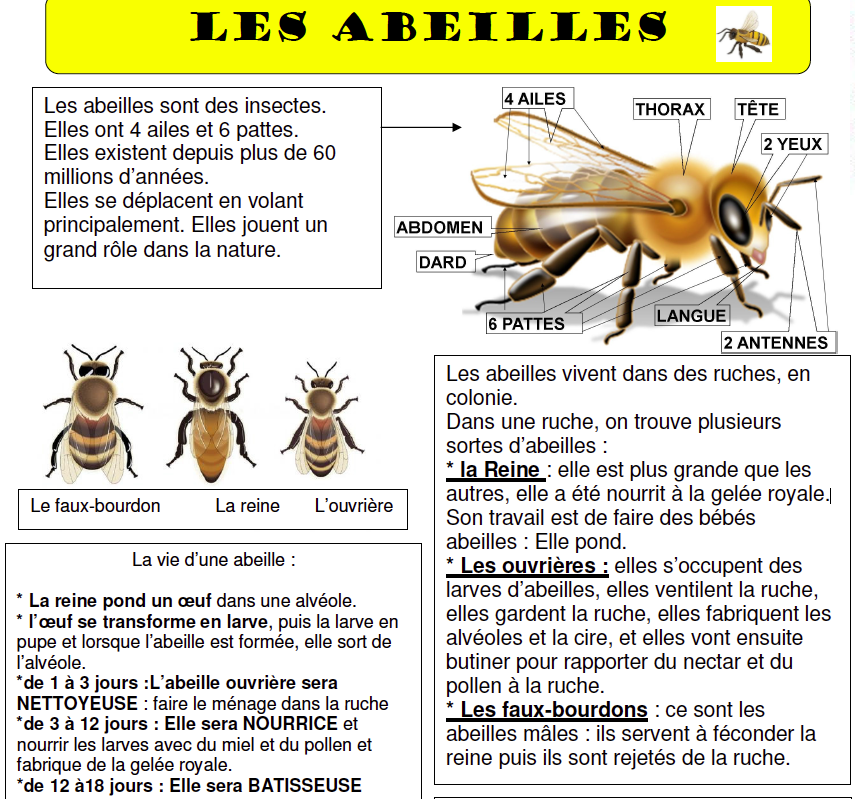 LES ABEILLES
Les abeilles sont des insectes.
Elles ont 4 ailes et 6 pattes.
Elles existent depuis plus de 60
millions d'années.
Elles se déplacent en volant
principalement. Elles jouent un
grand rôle dans la nature.
4 AILES
THORAX
TÊTE
2 YEUX
ABDOMEN
DARD
6 PATTES
LANGUE
2 ANTENNES
Le faux-bourdon La reine L'ouvrière
La vie d'une abeille :
* La reine pond un œuf dans une alvéole.
* l'œuf se transforme en larve, puis la larve en
pupe et lorsque l'abeille est formée, elle sort de
l'alvéole.
*de 1 à 3 jours :L'abeille ouvrière sera
NETTOYEUSE : faire le ménage dans la ruche
*de 3 à 12 jours : Elle sera NOURRICE et
nourrir les larves avec du miel et du pollen et
fabrique de la gelée royale.
*de 12 à18 jours : Elle sera BATISSEUSE
Les abeilles vivent dans des ruches, en
colonie.
Dans une ruche, on trouve plusieurs
sortes d'abeilles :
* la Reine : elle est plus grande que les
autres, elle a été nourrit à la gelée royale.
Son travail est de faire des bébés
abeilles : Elle pond.
* Les ouvrières : elles s'occupent des
larves d'abeilles, elles ventilent la ruche,
elles gardent la ruche, elles fabriquent les
alvéoles et la cire, et elles vont ensuite
butiner pour rapporter du nectar et du
pollen à la ruche.
* Les faux-bourdons : ce sont les
abeilles mâles : ils servent à féconder la
reine puis ils sont rejetés de la ruche.